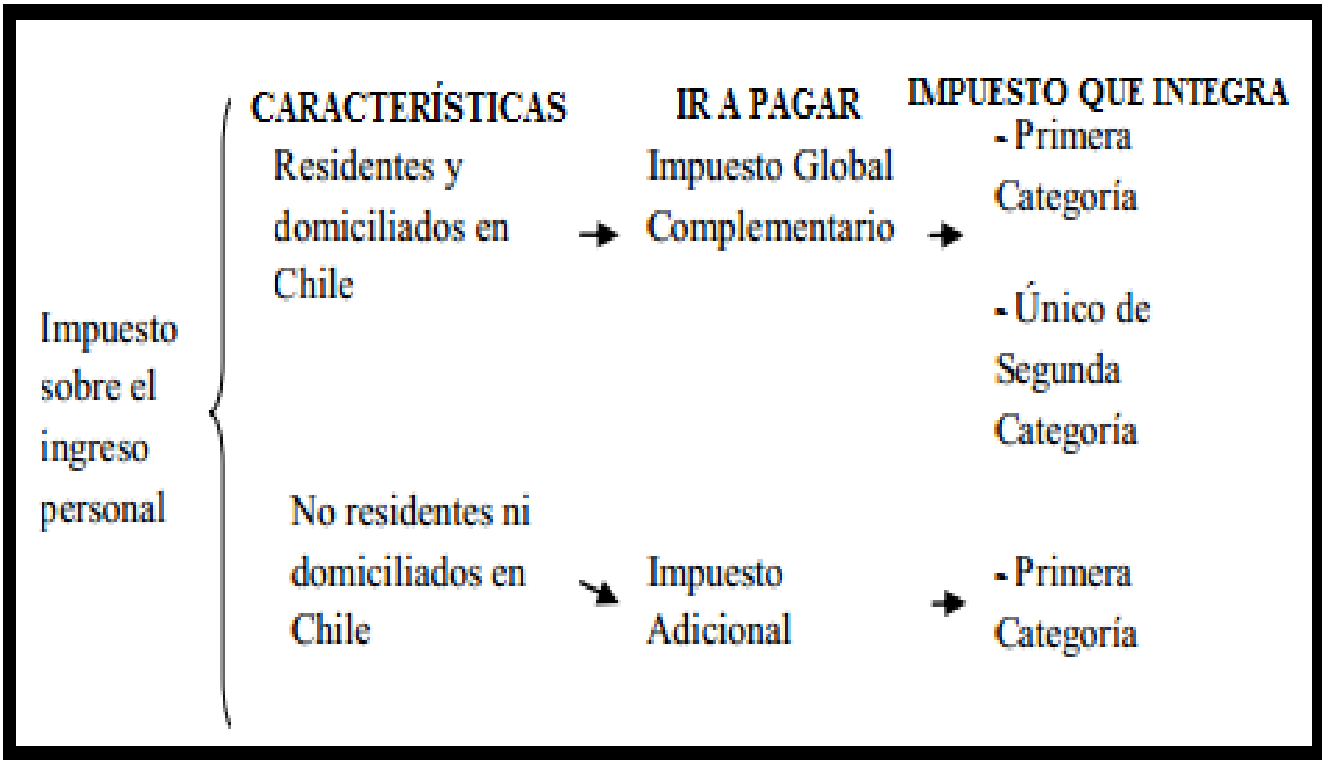 CARACTERÍSTICAS
IR A PAGAR
IMPUESTO QUE INTEGRA
Impuesto
sobre el
ingreso
personal
Residentes y
domiciliados en
Chile
Impuesto Global
Complementario
- Primera
Categoría
- Único de
Segunda
Categoría
No residentes ni
domiciliados en
Chile
Impuesto
Adicional
- Primera
Categoría